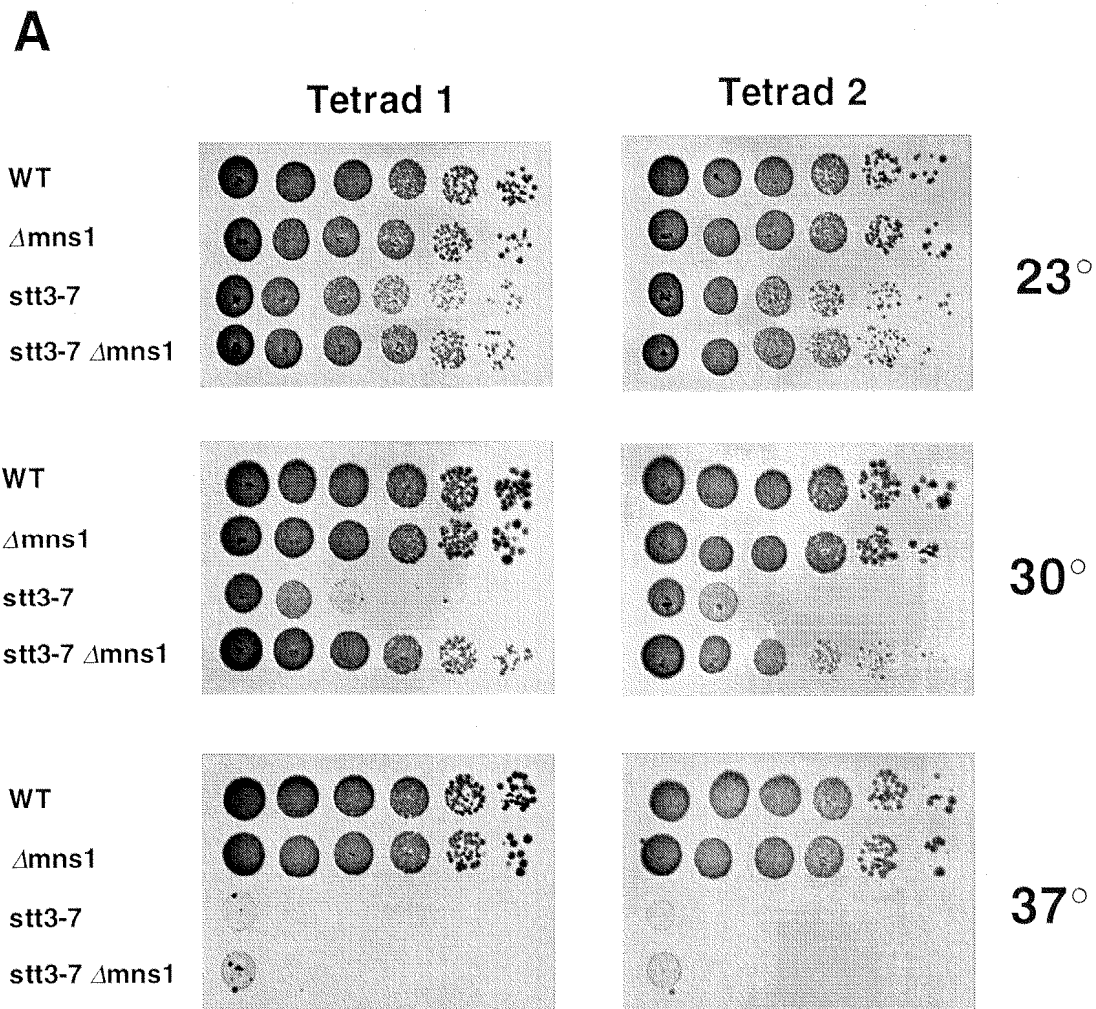 A
Tetrad 1
Tetrad 2
WT
Δmns1
stt3-7
stt3-7 Δmns1
23°
WT
Δmns1
stt3-7
stt3-7 Δmns1
30°
WT
Δmns1
stt3-7
stt3-7 Δmns1
37°